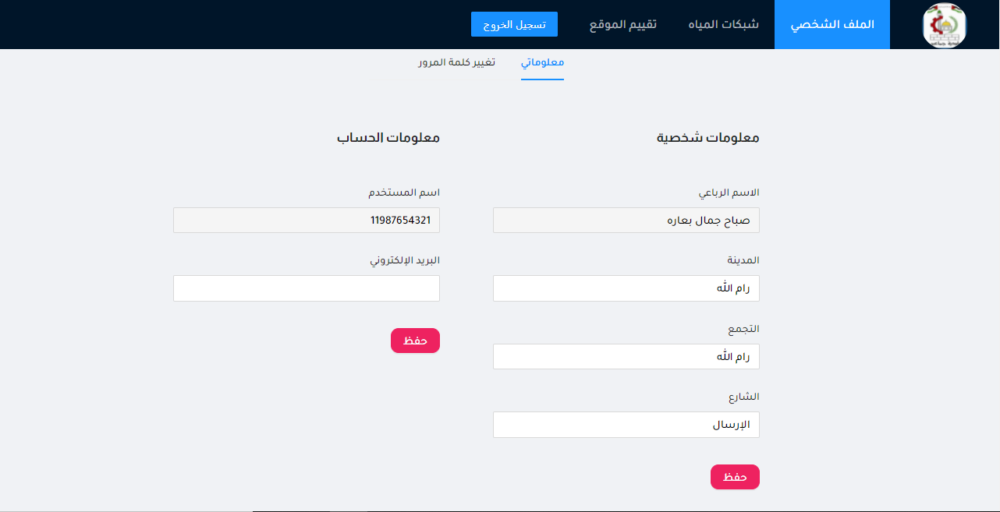 الملف الشخصي
شبكات المياه
تقييم الموقع
تسجيل الخروج
معلوماتي
تغيير كلمة المرور
معلومات شخصية
الاسم الرباعي
صباح جمال بعاره
المدينة
رام الله
التجمع
رام الله
الشارع
الإرسال
حفظ
معلومات الحساب
اسم المستخدم
11987654321
البريد الإلكتروني
حفظ